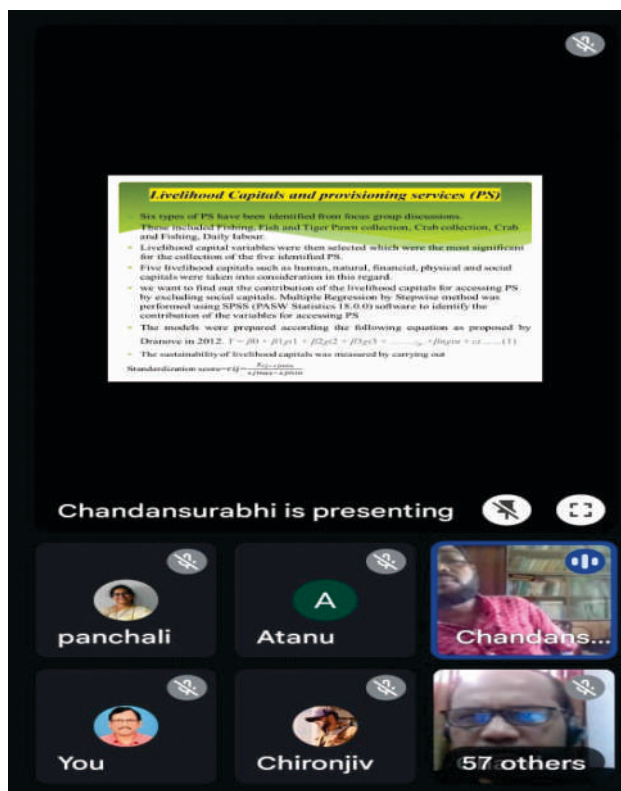 Livelihood Capitals and provisioning services (PS)
Six types of PS have been identified from focus group discussions.
These included Fishing, Fish and Tiger Pawn collection, Crab collection, Crab
and Fishing, Daily labour.
Livelihood capital variables were then selected which were the most significant
for the collection of the five identified PS.
Five livelihood capitals such as human, natural, financial, physical and social
capitals were taken into consideration in this regard.
we want to find out the contribution of the livelihood capitals for accessing PS
by excluding social capitals. Multiple Regression by Stepwise method was
performed using SPSS (PASW Statistics 18.0.0) software to identify the
contribution of the variables for accessing PS
The models were prepared according the following equation as proposed by
Dranove in 2012.
The sustainability of livelihood capitals was measured by carrying out
Standardization score
Chandansurabhi is presenting
A
panchali
Atanu
Chandans...
You
Chironjiv
57 others